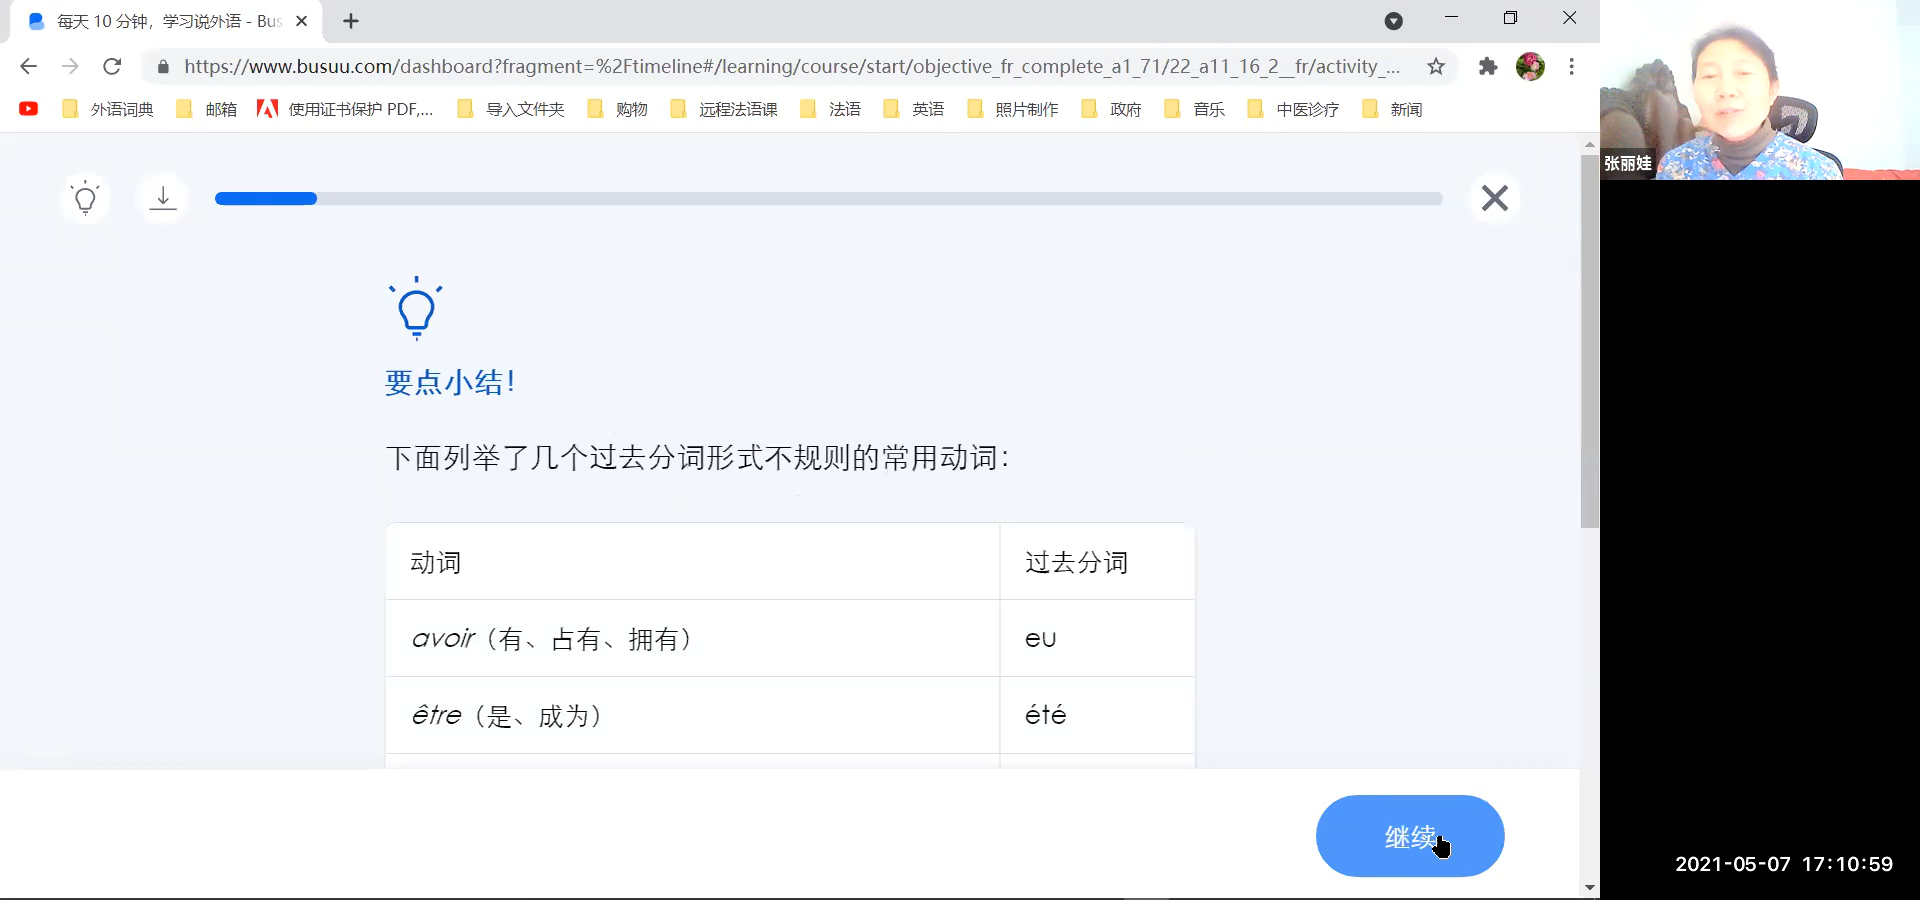 每天 10 分钟，学习说外语 - Bus
https://www.busuu.com/dashboard?fragment=%2Ftimeline#/learning/course/start/objective_fr_complete_a1_71/22_a11_16_2__fr/activity_...
外语词典 邮箱 使用证书保护 PDF,... 导入文件夹 购物 远程法语课 法语 英语 照片制作 政府 音乐 中医诊疗 新闻
张丽娃
要点小结！
下面列举了几个过去分词形式不规则的常用动词：
动词 过去分词
avoir（有、占有、拥有） eu
être（是、成为） été
继续
2021-05-07 17:10:59